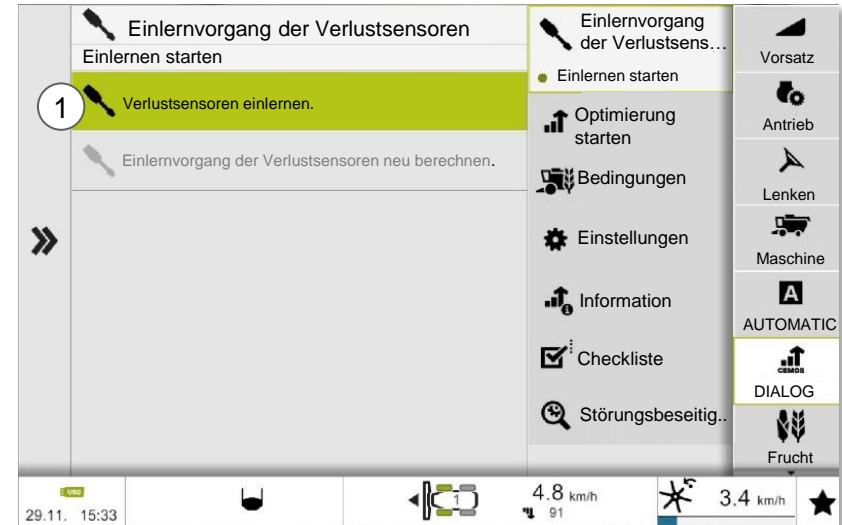 Einlernvorgang der Verlustsensoren
Einlernen starten
1
Verlustsensoren einlernen.
Einlernvorgang der Verlustsensoren neu berechnen.
Einlernvorgang
der Verlustsens...
Einlernen starten
Optimierung
starten
Bedingungen
Einstellungen
Information
Checkliste
Störungsbeseitig..
Vorsatz
Antrieb
Lenken
Maschine
A
AUTOMATIC
CEMOS
DIALOG
Frucht
USB
29.11. 15:33
1
4.8 km/h
91
3.4 km/h